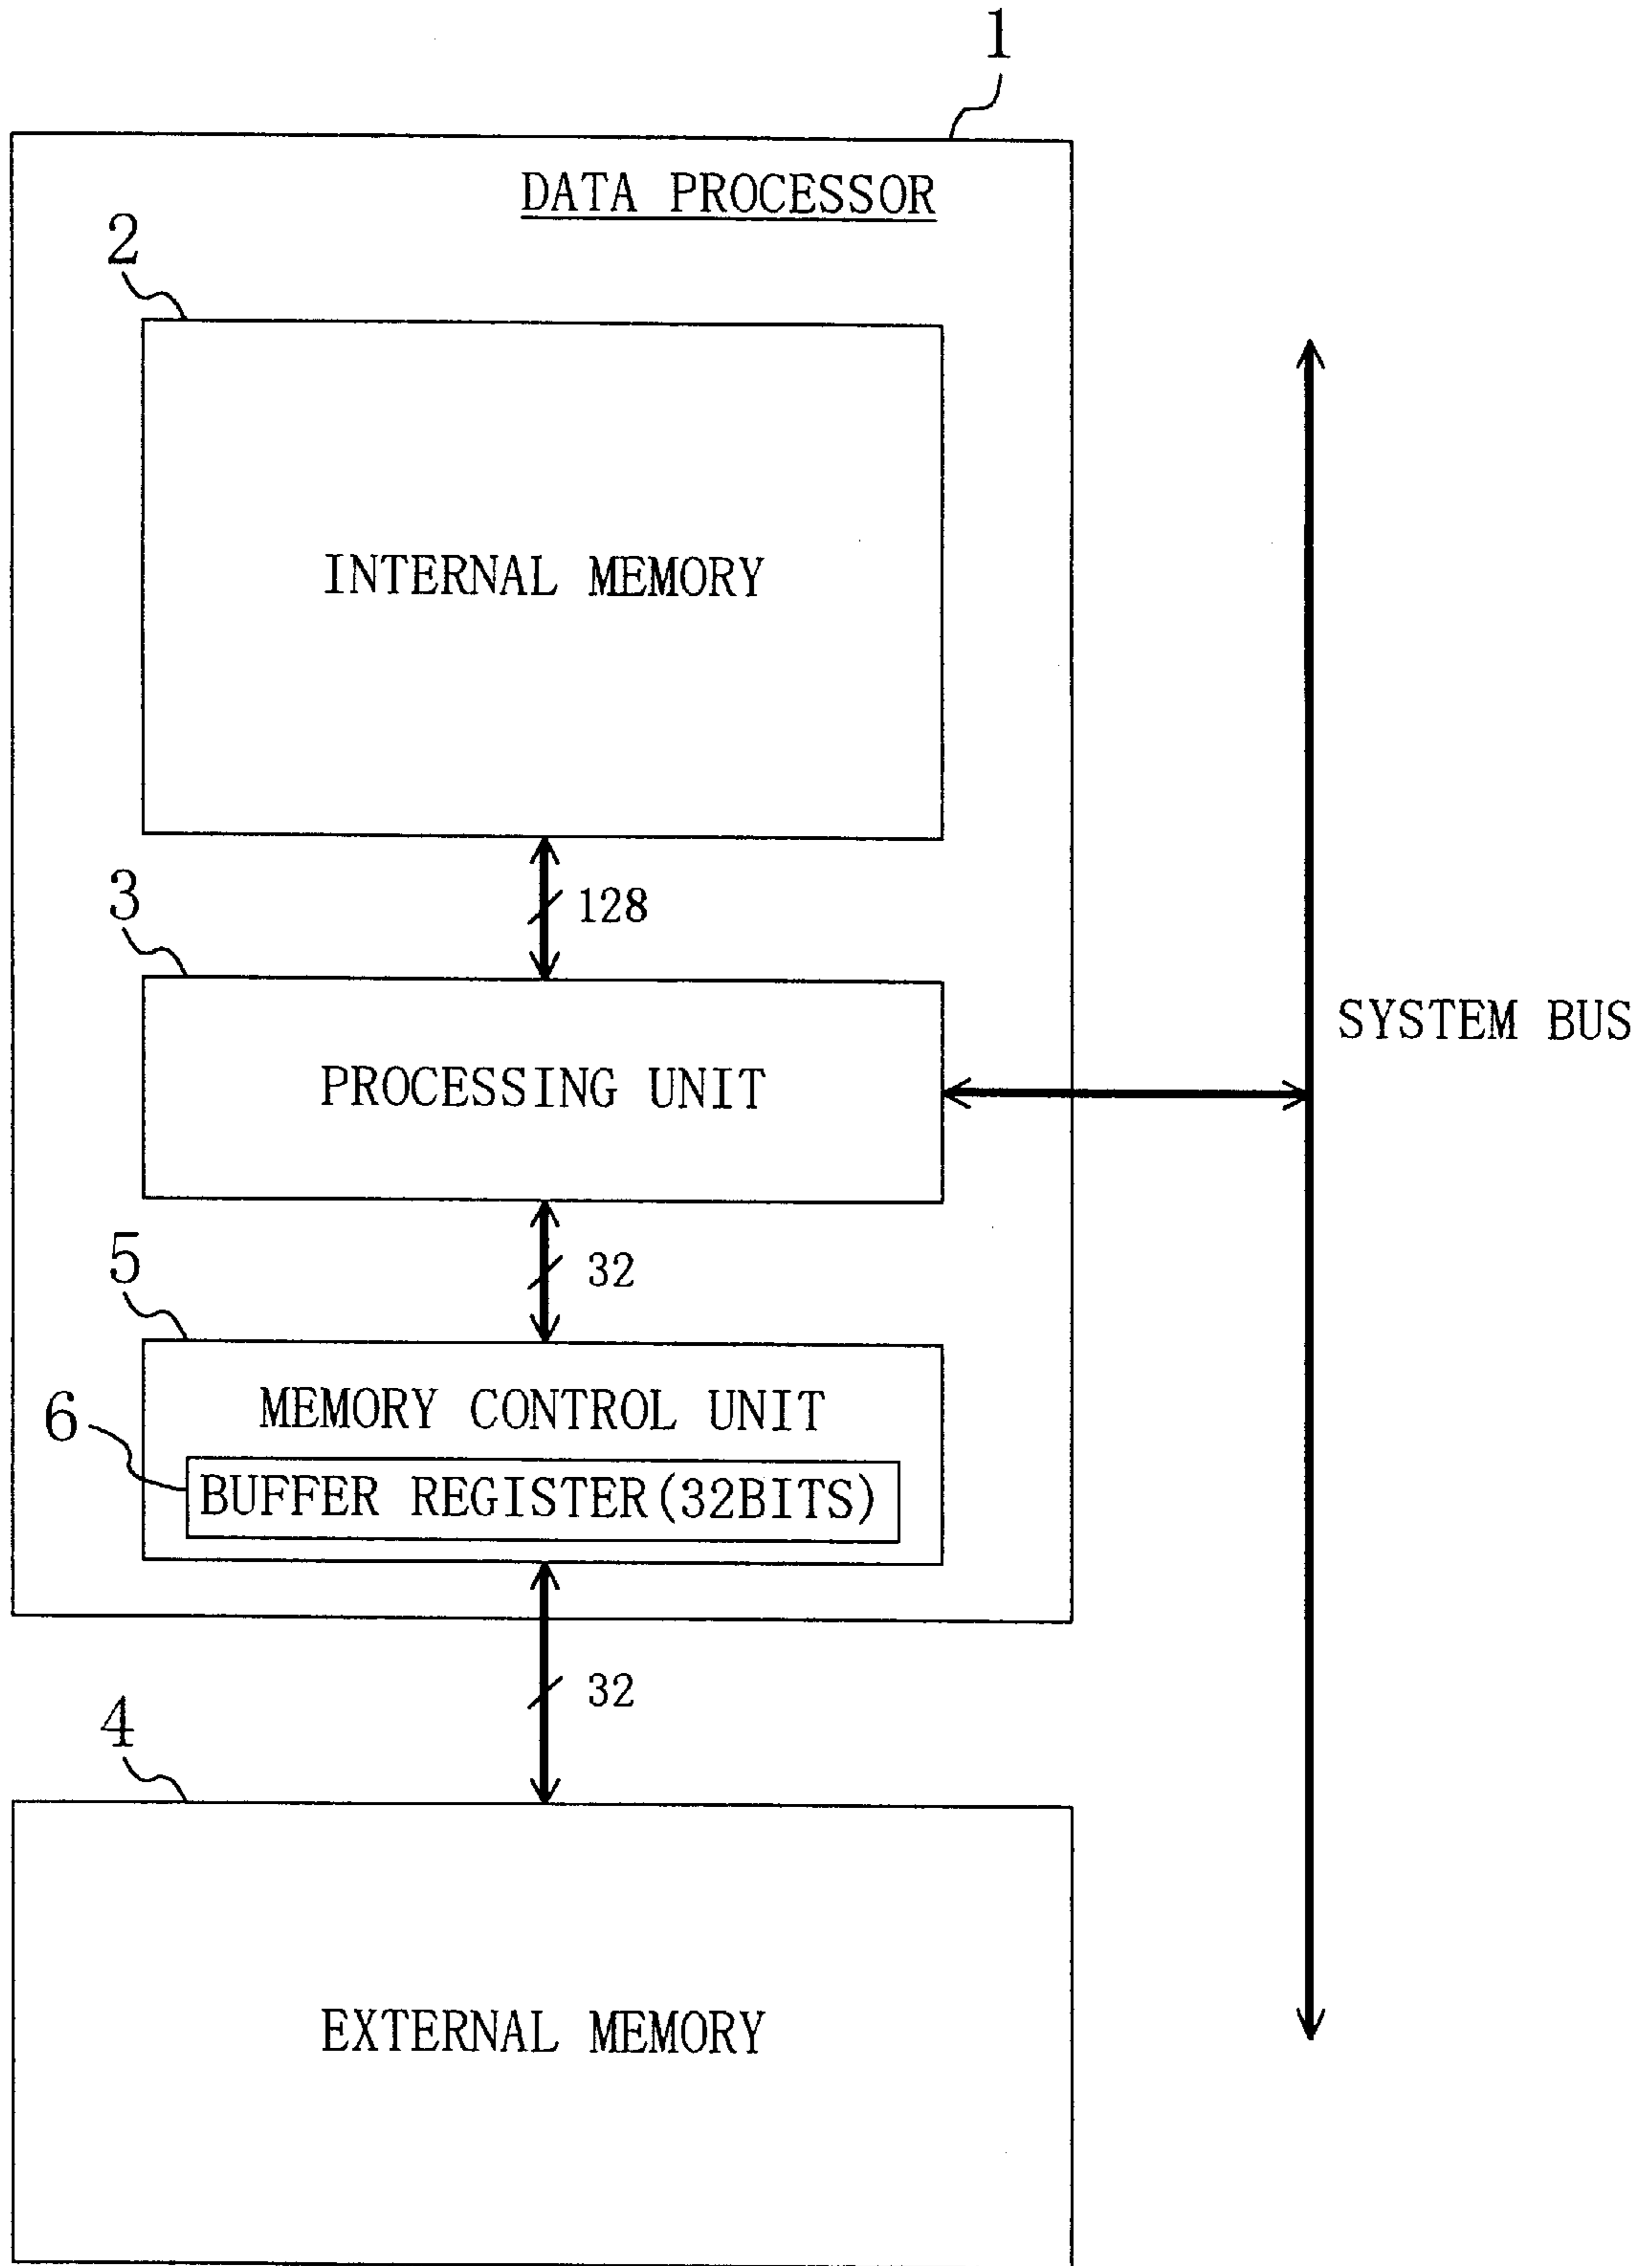 1
DATA PROCESSOR
2
INTERNAL MEMORY
128
3
PROCESSING UNIT
SYSTEM BUS
32
5
MEMORY CONTROL UNIT
6
BUFFER REGISTER(32BITS)
32
4
EXTERNAL MEMORY